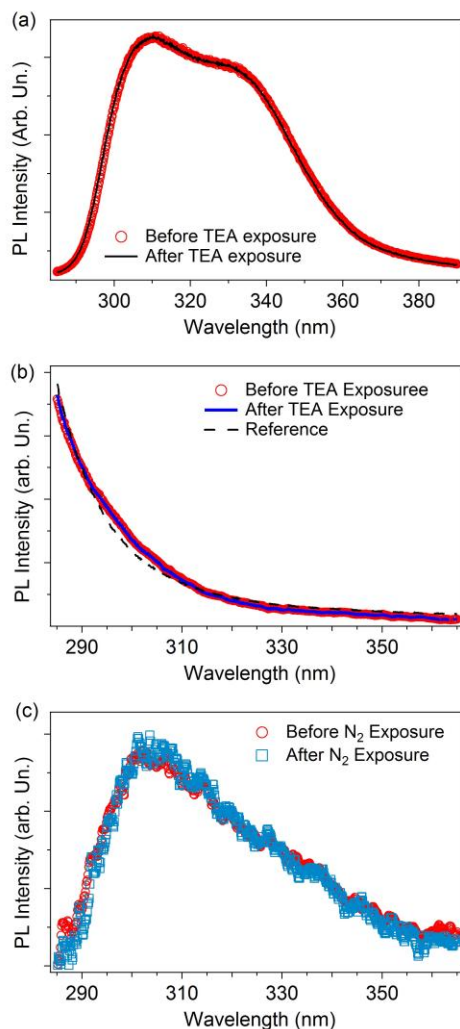 (a)
PL Intensity (Arb. Un.)
Before TEA exposure
After TEA exposure
300 320 340 360 380
Wavelength (nm)
(b)
PL Intensity (arb. Un.)
Before TEA Exposuree
After TEA Exposure
Reference
290 310 330 350
Wavelength (nm)
(c)
PL Intensity (arb. Un.)
Before N₂ Exposure
After N₂ Exposure
290 310 330 350
Wavelength (nm)